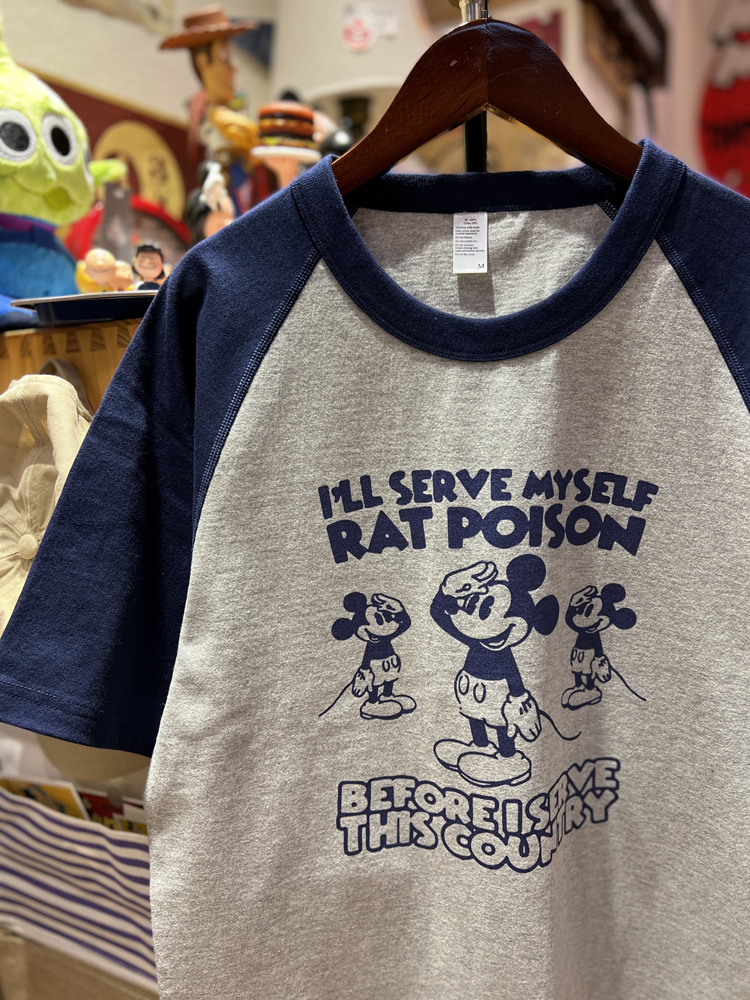 I'LL SERVE MYSELF
RAT POISON
BEFORE I SERVE
THIS COUNTRY
M